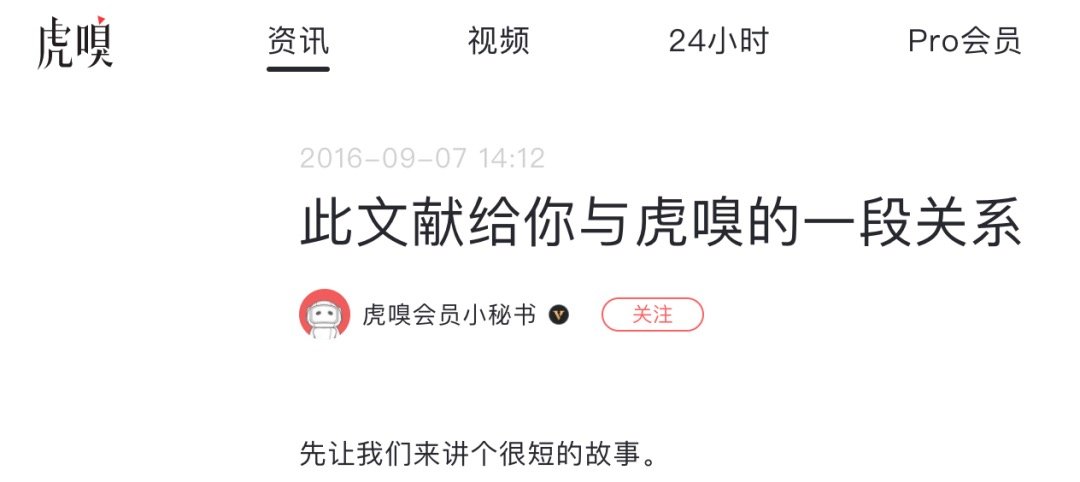 虎嗅 资讯 视频 24小时 Pro会员
2016-09-07 14:12
此文献给你与虎嗅的一段关系
虎嗅会员小秘书 V 关注
先让我们来讲个很短的故事。